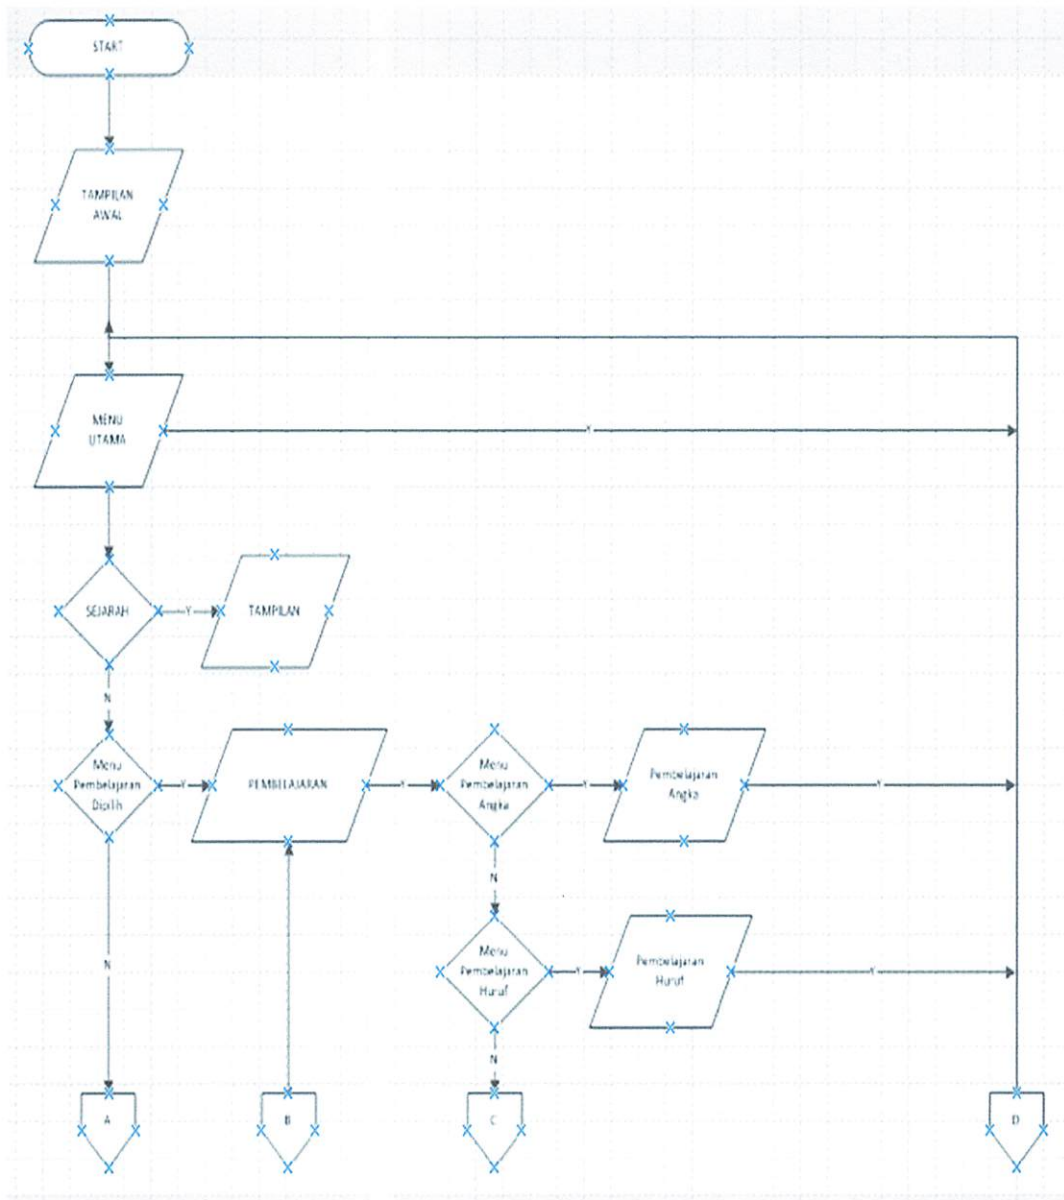 START
TAMPILAN
AWAL
MENU
UTAMA
Y
SEJARAH
Y
TAMPILAN
N
Menu
Pembelajaran
Dipilih
Y
PEMBELAJARAN
Y
Menu
Pembelajaran
Angka
Y
Pembelajaran
Angka
Y
N
N
Menu
Pembelajaran
Huruf
Y
Pembelajaran
Huruf
Y
N
A
B
C
D